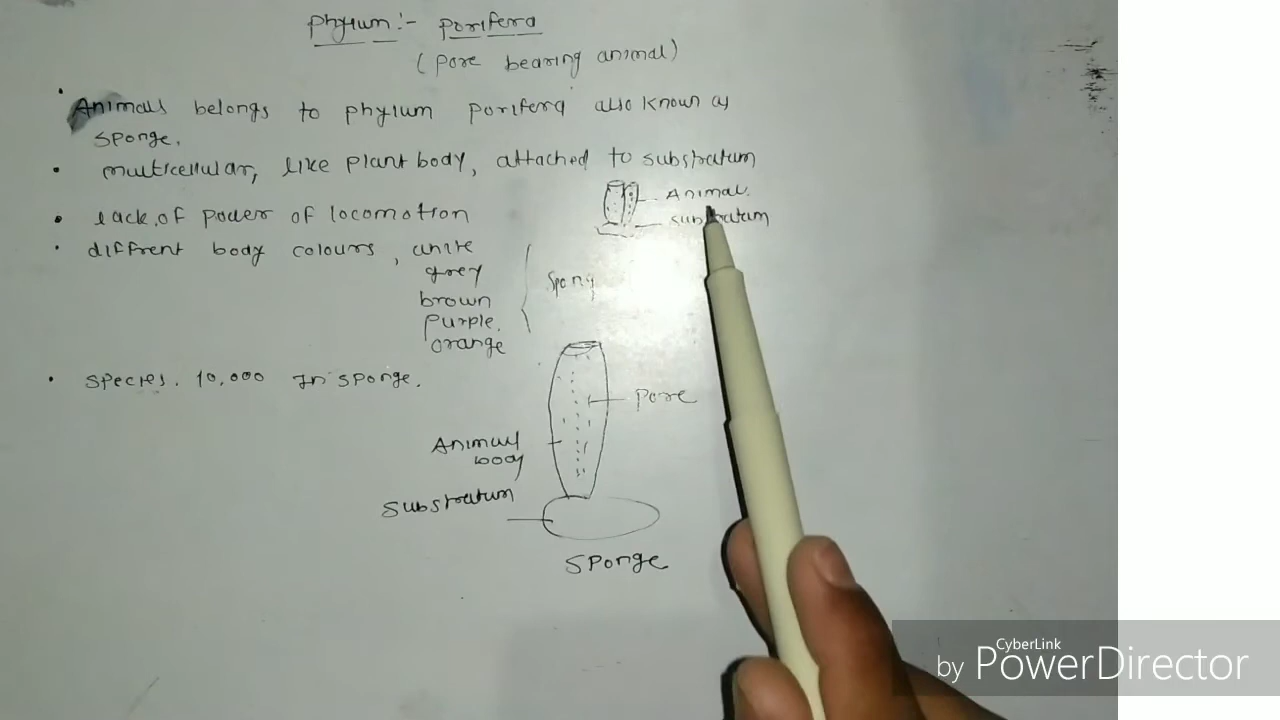 Phylum:- Porifera
(Pore bearing animal)
Animals belongs to phylum porifera also known as
sponge.
multicellular, like plant body, attached to substratum
Animal.
substratum
lack of power of locomotion
diffrent body colours, white
grey
brown
purple.
orange
Spong
Species. 10,000 In sponge.
Pore
Animal
body
Substratum
Sponge
CyberLink
by PowerDirector